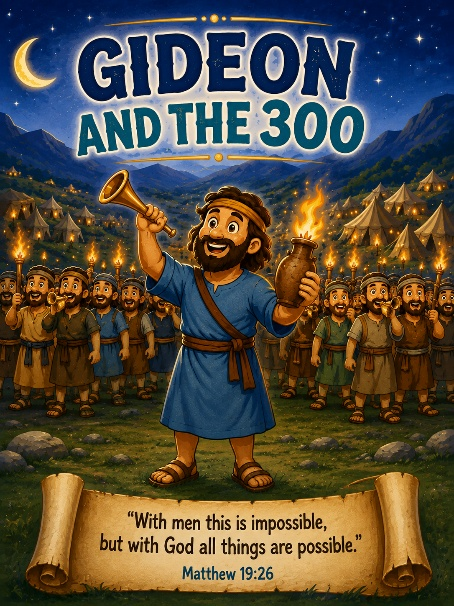 GIDEON
AND THE 300
“With men this is impossible,
but with God all things are possible.”
Matthew 19:26